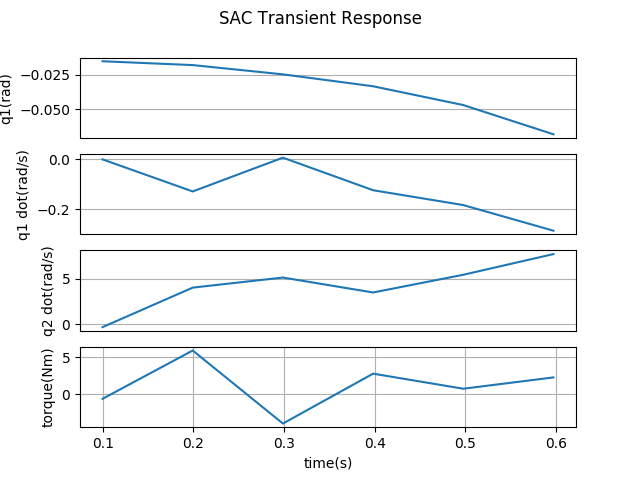 SAC Transient Response
−0.025
−0.050
q1(rad)
0.0
−0.2
q1 dot(rad/s)
5
0
q2 dot(rad/s)
5
0
torque(Nm)
0.1 0.2 0.3 0.4 0.5 0.6
time(s)